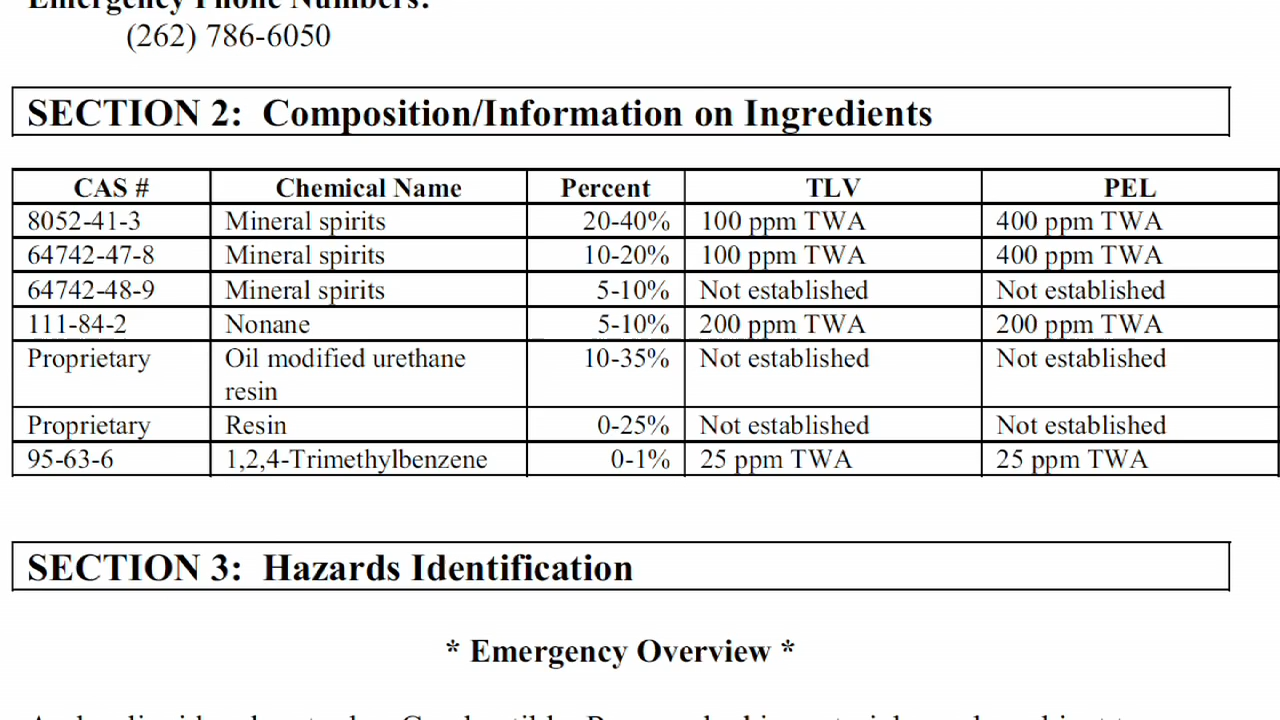 Emergency Phone Numbers:
(262) 786-6050
SECTION 2: Composition/Information on Ingredients
CAS # Chemical Name Percent TLV PEL
8052-41-3 Mineral spirits 20-40% 100 ppm TWA 400 ppm TWA
64742-47-8 Mineral spirits 10-20% 100 ppm TWA 400 ppm TWA
64742-48-9 Mineral spirits 5-10% Not established Not established
111-84-2 Nonane 5-10% 200 ppm TWA 200 ppm TWA
Proprietary Oil modified urethane 10-35% Not established Not established
resin
Proprietary Resin 0-25% Not established Not established
95-63-6 1,2,4-Trimethylbenzene 0-1% 25 ppm TWA 25 ppm TWA
SECTION 3: Hazards Identification
* Emergency Overview *